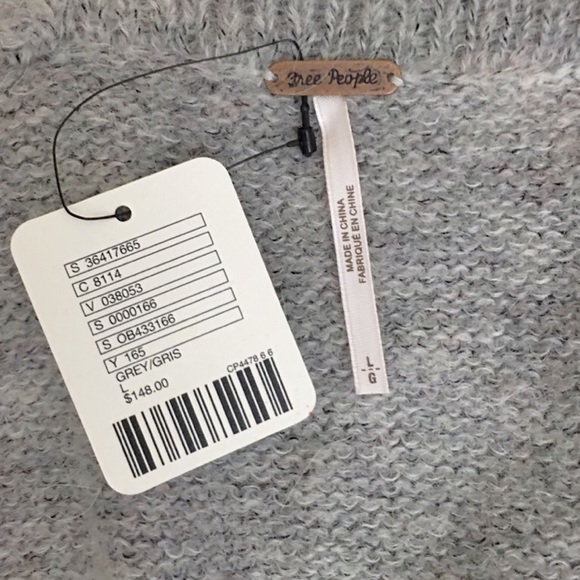 Free People
MADE IN CHINA
FABRIQUÉ EN CHINE
L
G
S 36417665
C 8114
V 038053
S 0000166
S OB433166
Y 165
GREY/GRIS
L
$148.00
CP4478 6 6